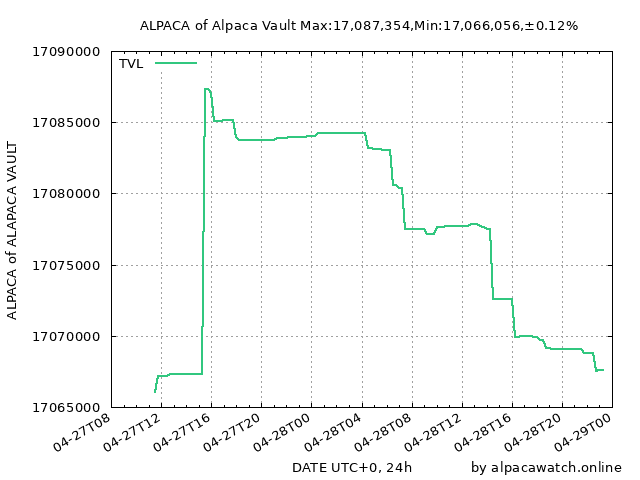 ALPACA of Alpaca Vault Max:17,087,354,Min:17,066,056,±0.12%
TVL
ALPACA of ALAPACA VAULT
17090000
17085000
17080000
17075000
17070000
17065000
04-27T08
04-27T12
04-27T16
04-27T20
04-28T00
04-28T04
04-28T08
04-28T12
04-28T16
04-28T20
04-29T00
DATE UTC+0, 24h
by alpacawatch.online